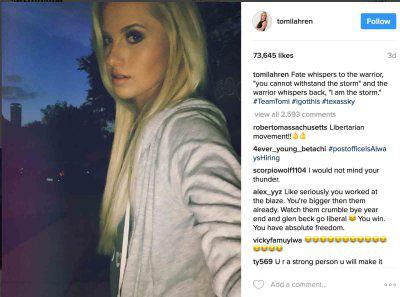 tomilahren
Follow
73,645 likes
3d
tomilahren Fate whispers to the warrior,
"you cannot withstand the storm" and the
warrior whispers back, "I am the storm."
#TeamTomi #Igotthis #texassky
view all 2,593 comments
robertomassachusetts Libertarian
movement!!👌👌
4ever_young_betachi #postofficeisAlwa
ysHiring
scorpiowolf1104 I would not mind your
thunder.
alex_yyz Like seriously you worked at
the blaze. You're bigger then them
already. Watch them crumble bye year
end and glen beck go liberal 😂 You win.
You have absolute freedom.
vickyfamuyiwa 😂😂😂😂😂😂😂😂😂😂😂
😂😂😂😂
ty569 U r a strong person u will make it
Add a comment...